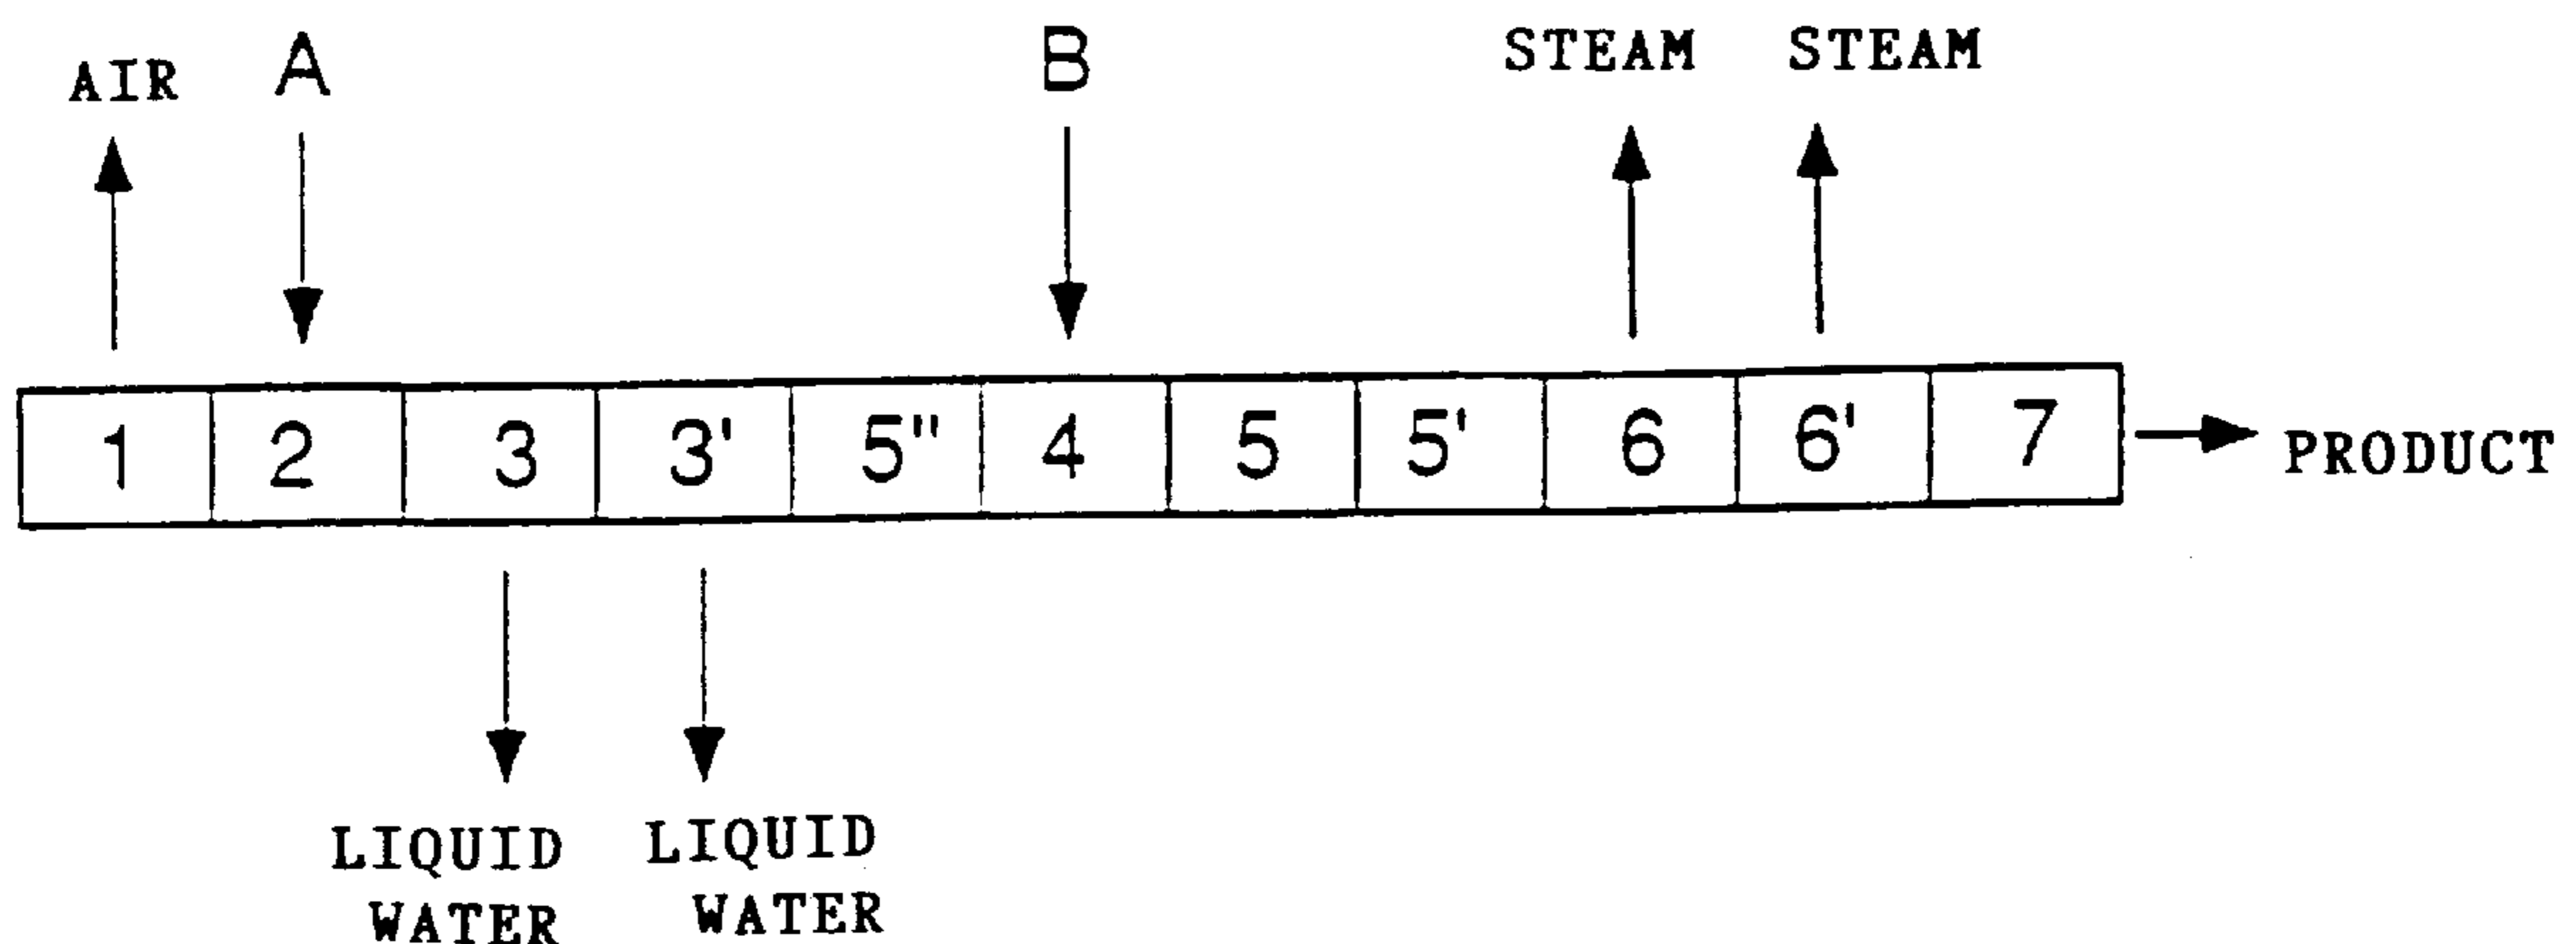 AIR
A
B
STEAM
STEAM
1 2 3 3' 5" 4 5 5' 6 6' 7
PRODUCT
LIQUID
WATER
LIQUID
WATER